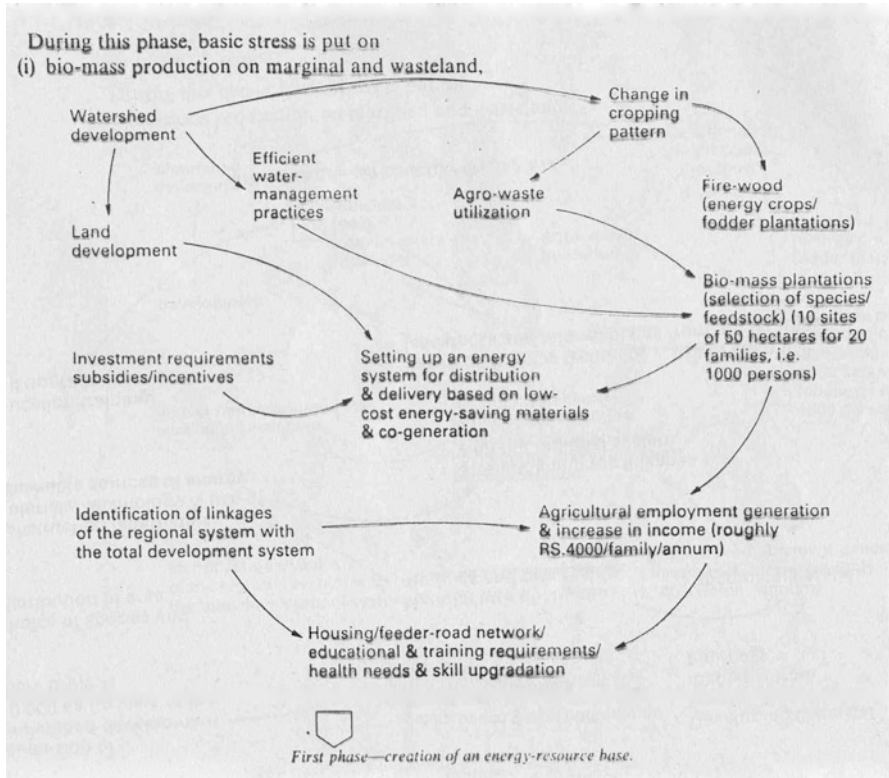 During this phase, basic stress is put on
(i) bio-mass production on marginal and wasteland,
Watershed
development
Change in
cropping
pattern
Efficient
water-
management
practices
Agro-waste
utilization
Fire-wood
(energy crops/
fodder plantations)
Land
development
Bio-mass plantations
(selection of species/
feedstock) (10 sites
of 50 hectares for 20
families, i.e.
1000 persons)
Investment requirements
subsidies/incentives
Setting up an energy
system for distribution
& delivery based on low-
cost energy-saving materials
& co-generation
Identification of linkages
of the regional system with
the total development system
Agricultural employment generation
& increase in income (roughly
RS.4000/family/annum)
Housing/feeder-road network/
educational & training requirements/
health needs & skill upgradation
First phase—creation of an energy-resource base.